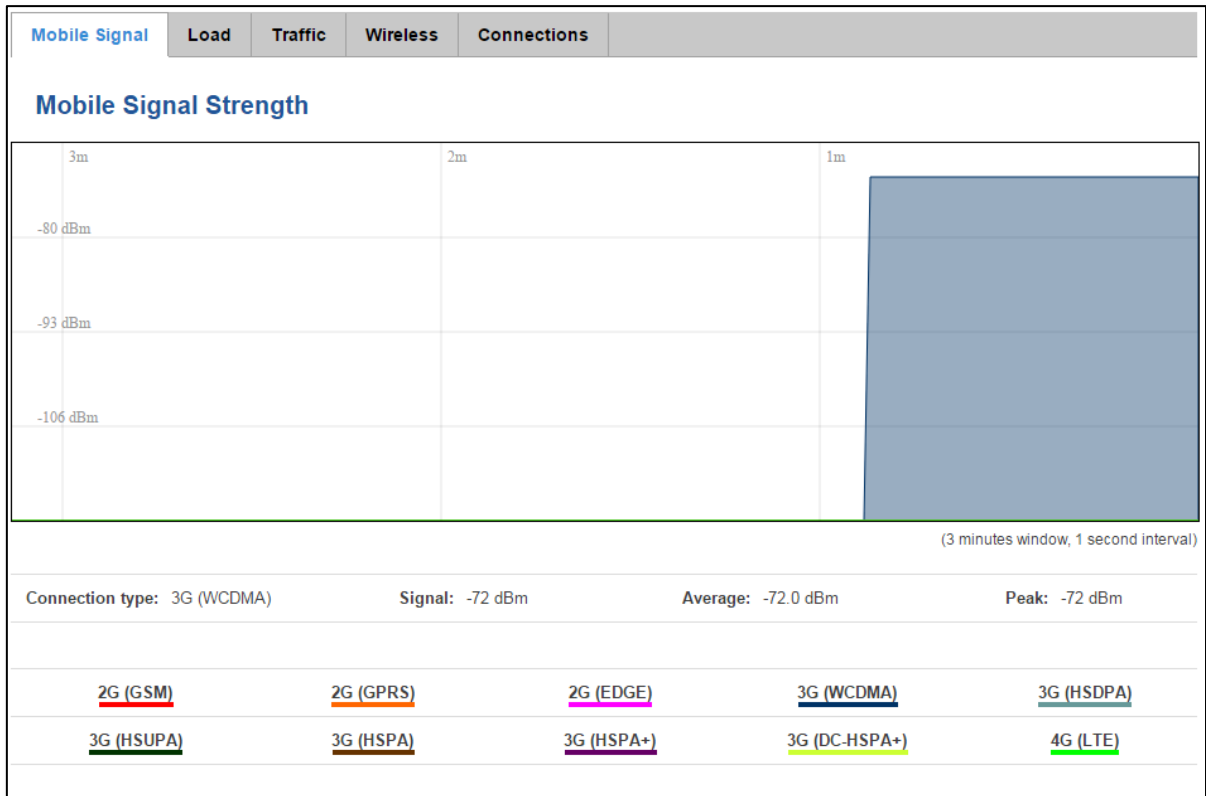 Mobile Signal Load Traffic Wireless Connections
Mobile Signal Strength
3m 2m 1m
-80 dBm
-93 dBm
-106 dBm
(3 minutes window, 1 second interval)
Connection type: 3G (WCDMA) Signal: -72 dBm Average: -72.0 dBm Peak: -72 dBm
2G (GSM) 2G (GPRS) 2G (EDGE) 3G (WCDMA) 3G (HSDPA)
3G (HSUPA) 3G (HSPA) 3G (HSPA+) 3G (DC-HSPA+) 4G (LTE)